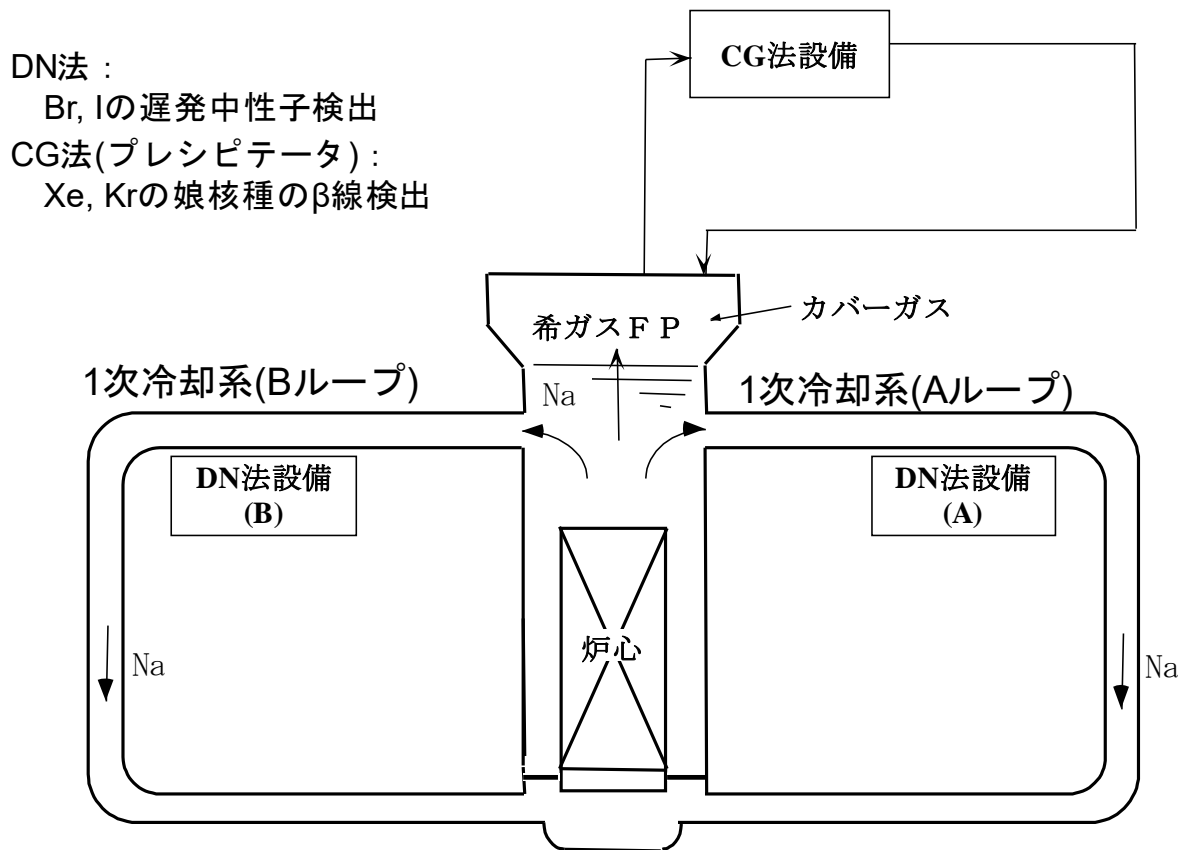 DN法：
Br, Iの遅発中性子検出
CG法(プレシピテータ)：
Xe, Krの娘核種のβ線検出
CG法設備
希ガスＦＰ
カバーガス
1次冷却系(Bループ)
Na
1次冷却系(Aループ)
DN法設備
(B)
DN法設備
(A)
炉心
Na
Na